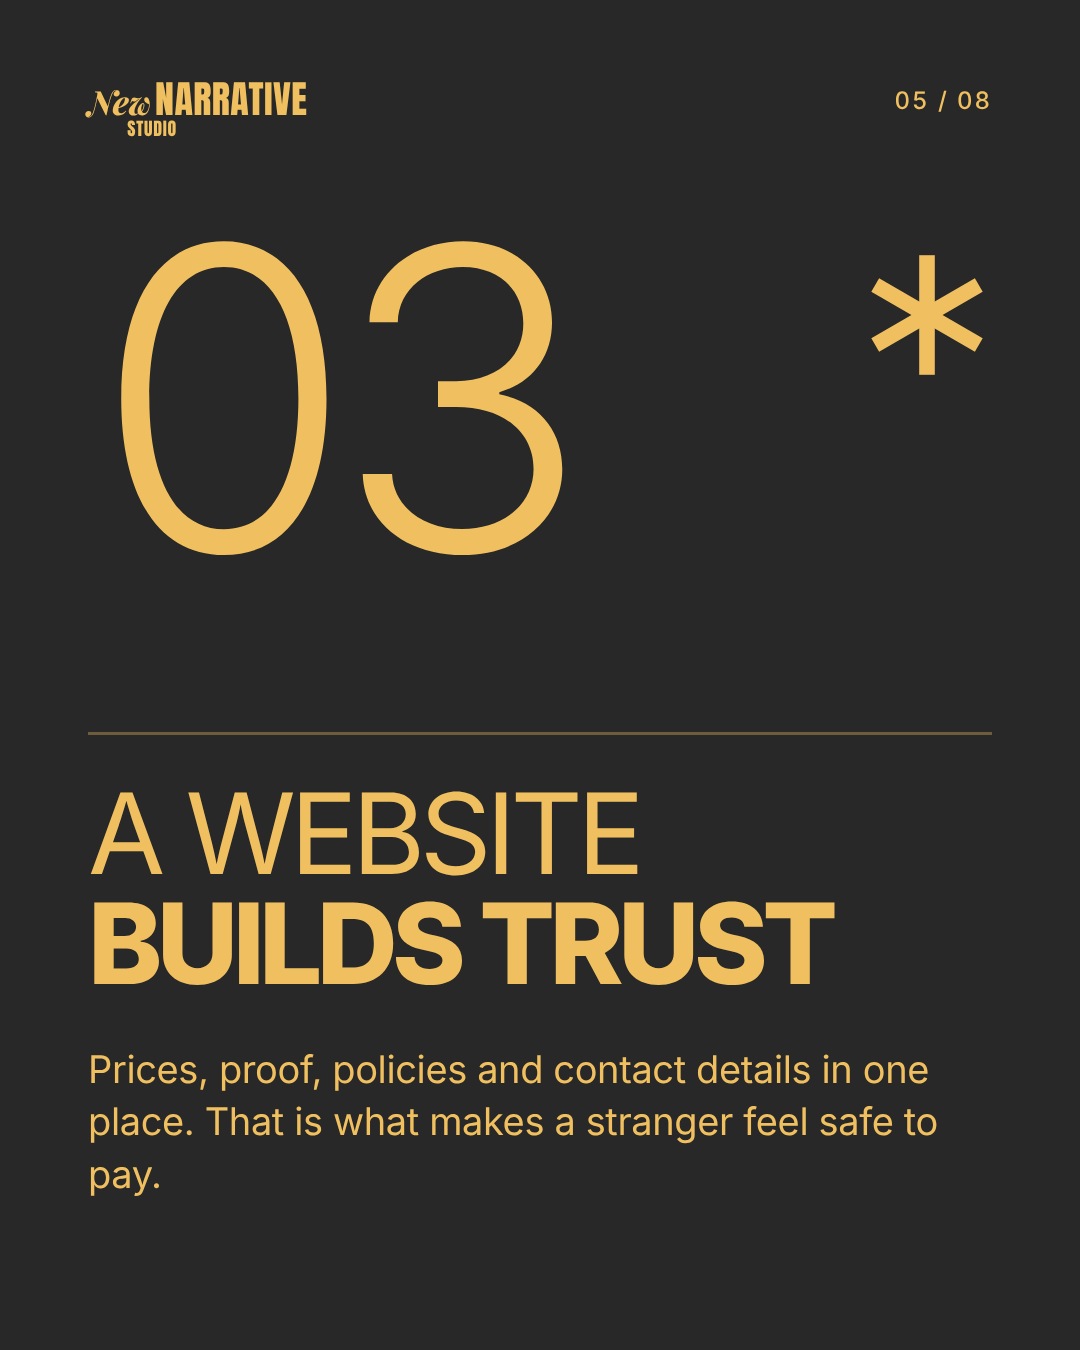 New NARRATIVE
STUDIO
05 / 08
03 *
A WEBSITE
BUILDS TRUST
Prices, proof, policies and contact details in one
place. That is what makes a stranger feel safe to
pay.